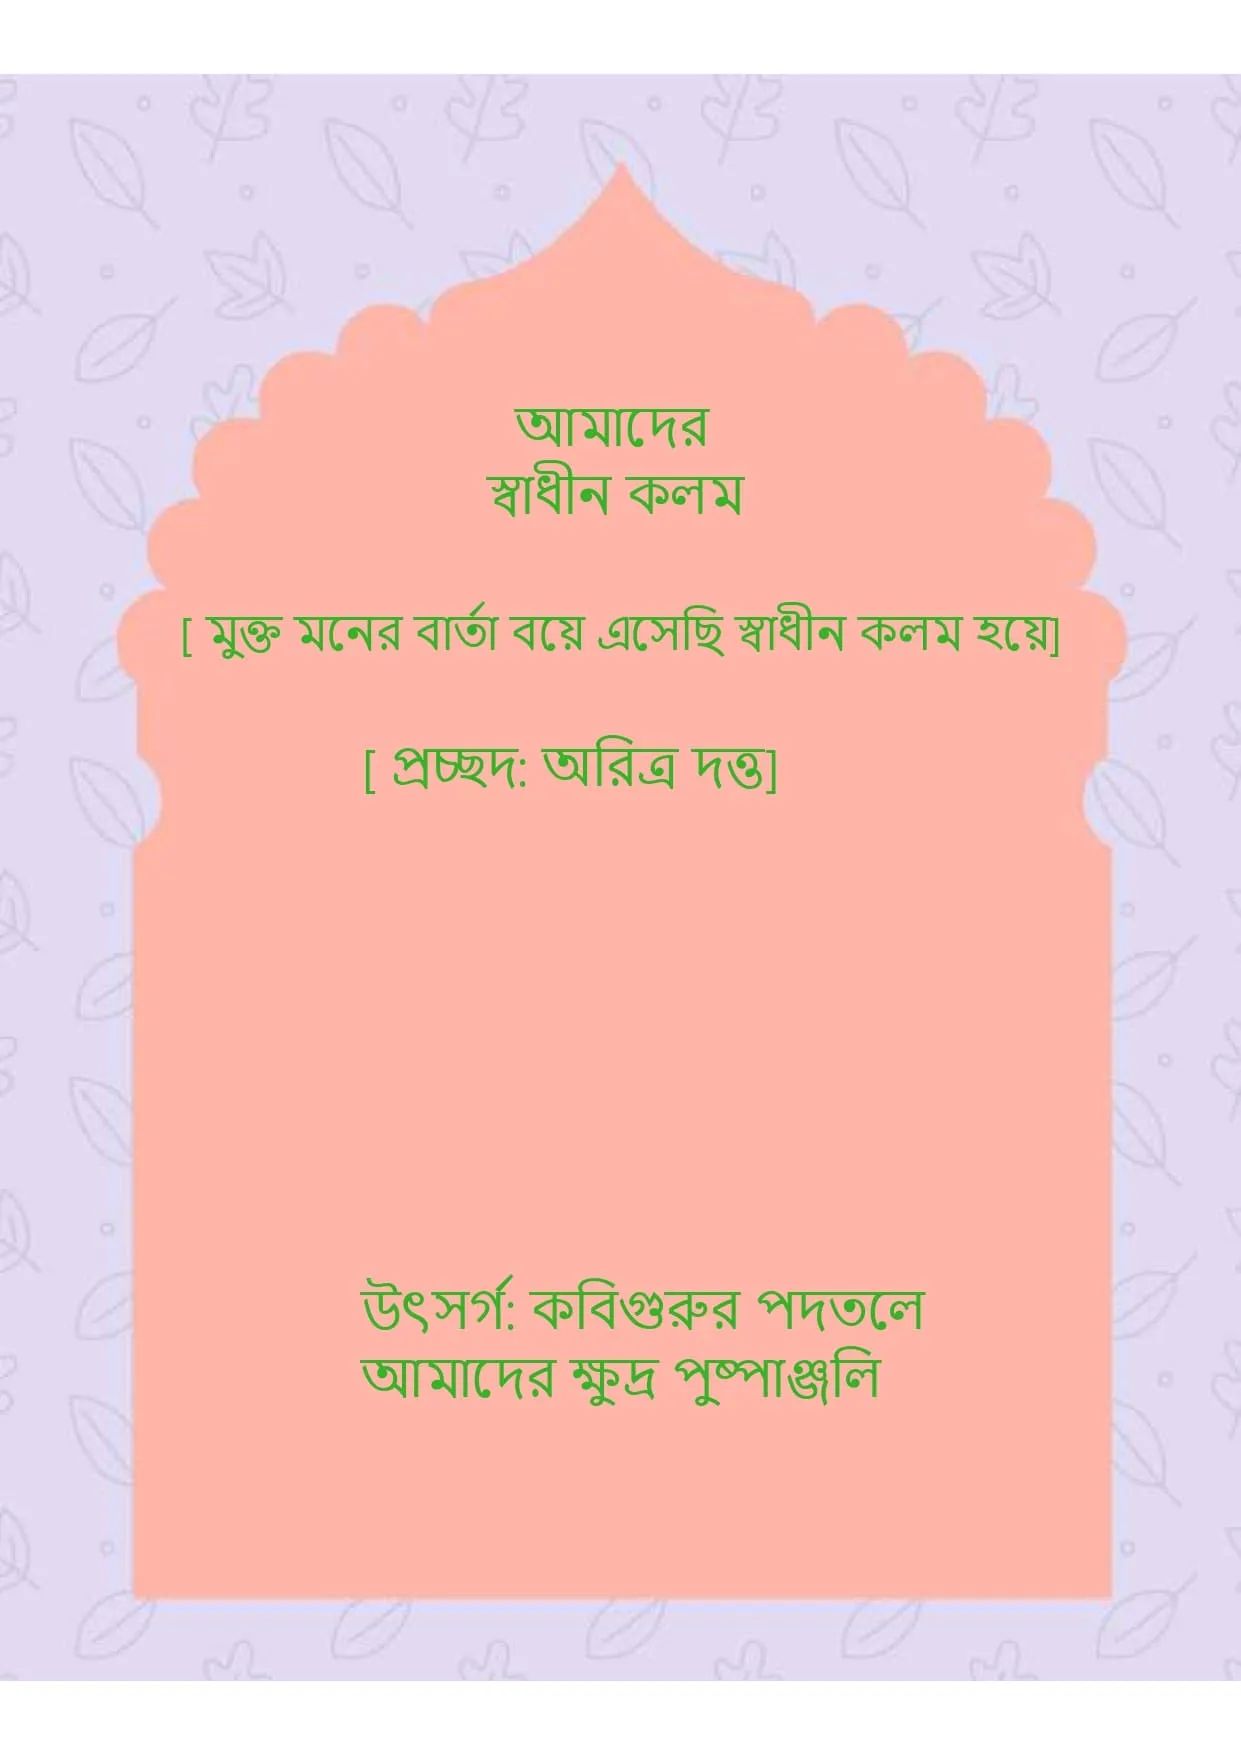 আমাদের
স্বাধীন কলম
[ মুক্ত মনের বার্তা বয়ে এসেছি স্বাধীন কলম হয়ে]
[ প্রচ্ছদ: অরিত্র দত্ত]
উৎসর্গ: কবিগুরুর পদতলে
আমাদের ক্ষুদ্র পুষ্পাঞ্জলি